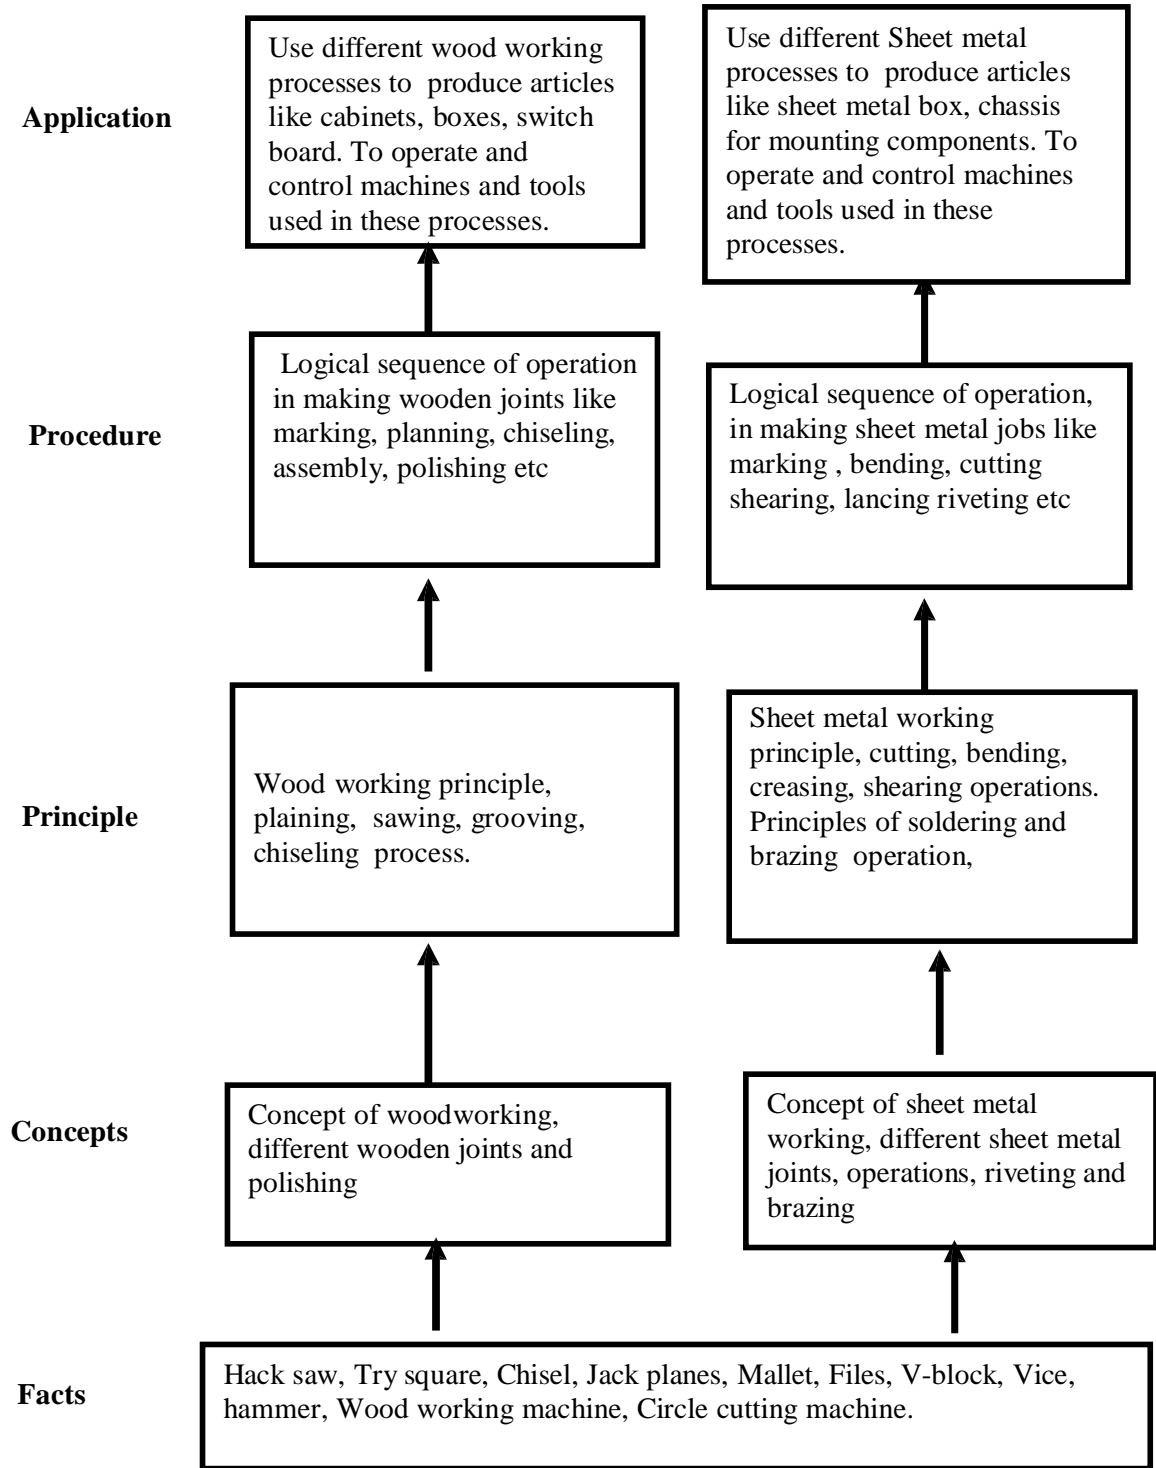 Application
Use different wood working
processes to  produce articles
like cabinets, boxes, switch
board. To operate and
control machines and tools
used in these processes.
Use different Sheet metal
processes to  produce articles
like sheet metal box, chassis
for mounting components. To
operate and control machines
and tools used in these
processes.
Procedure
Logical sequence of operation
in making wooden joints like
marking, planning, chiseling,
assembly, polishing etc
Logical sequence of operation,
in making sheet metal jobs like
marking , bending, cutting
shearing, lancing riveting etc
Principle
Wood working principle,
plaining,  sawing, grooving,
chiseling  process.
Sheet metal working
principle, cutting, bending,
creasing, shearing operations.
Principles of soldering and
brazing  operation,
Concepts
Concept of woodworking,
different wooden joints and
polishing
Concept of sheet metal
working, different sheet metal
joints, operations, riveting and
brazing
Facts
Hack saw, Try square, Chisel, Jack planes, Mallet, Files, V-block, Vice,
hammer, Wood working machine, Circle cutting machine.